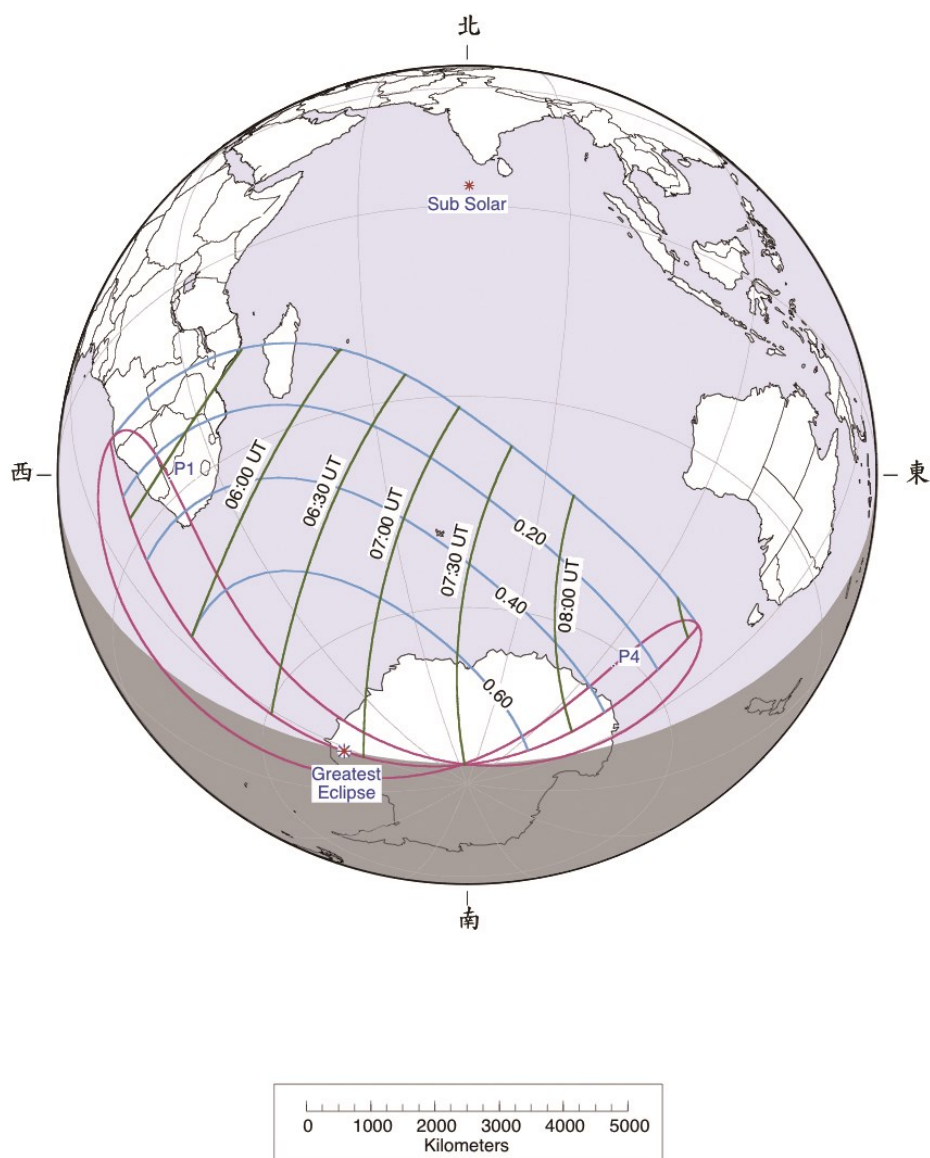 北
Sub Solar
西
東
P1
06:00 UT
06:30 UT
07:00 UT
07:30 UT
08:00 UT
0.20
0.40
0.60
P4
Greatest
Eclipse
南
0 1000 2000 3000 4000 5000
Kilometers